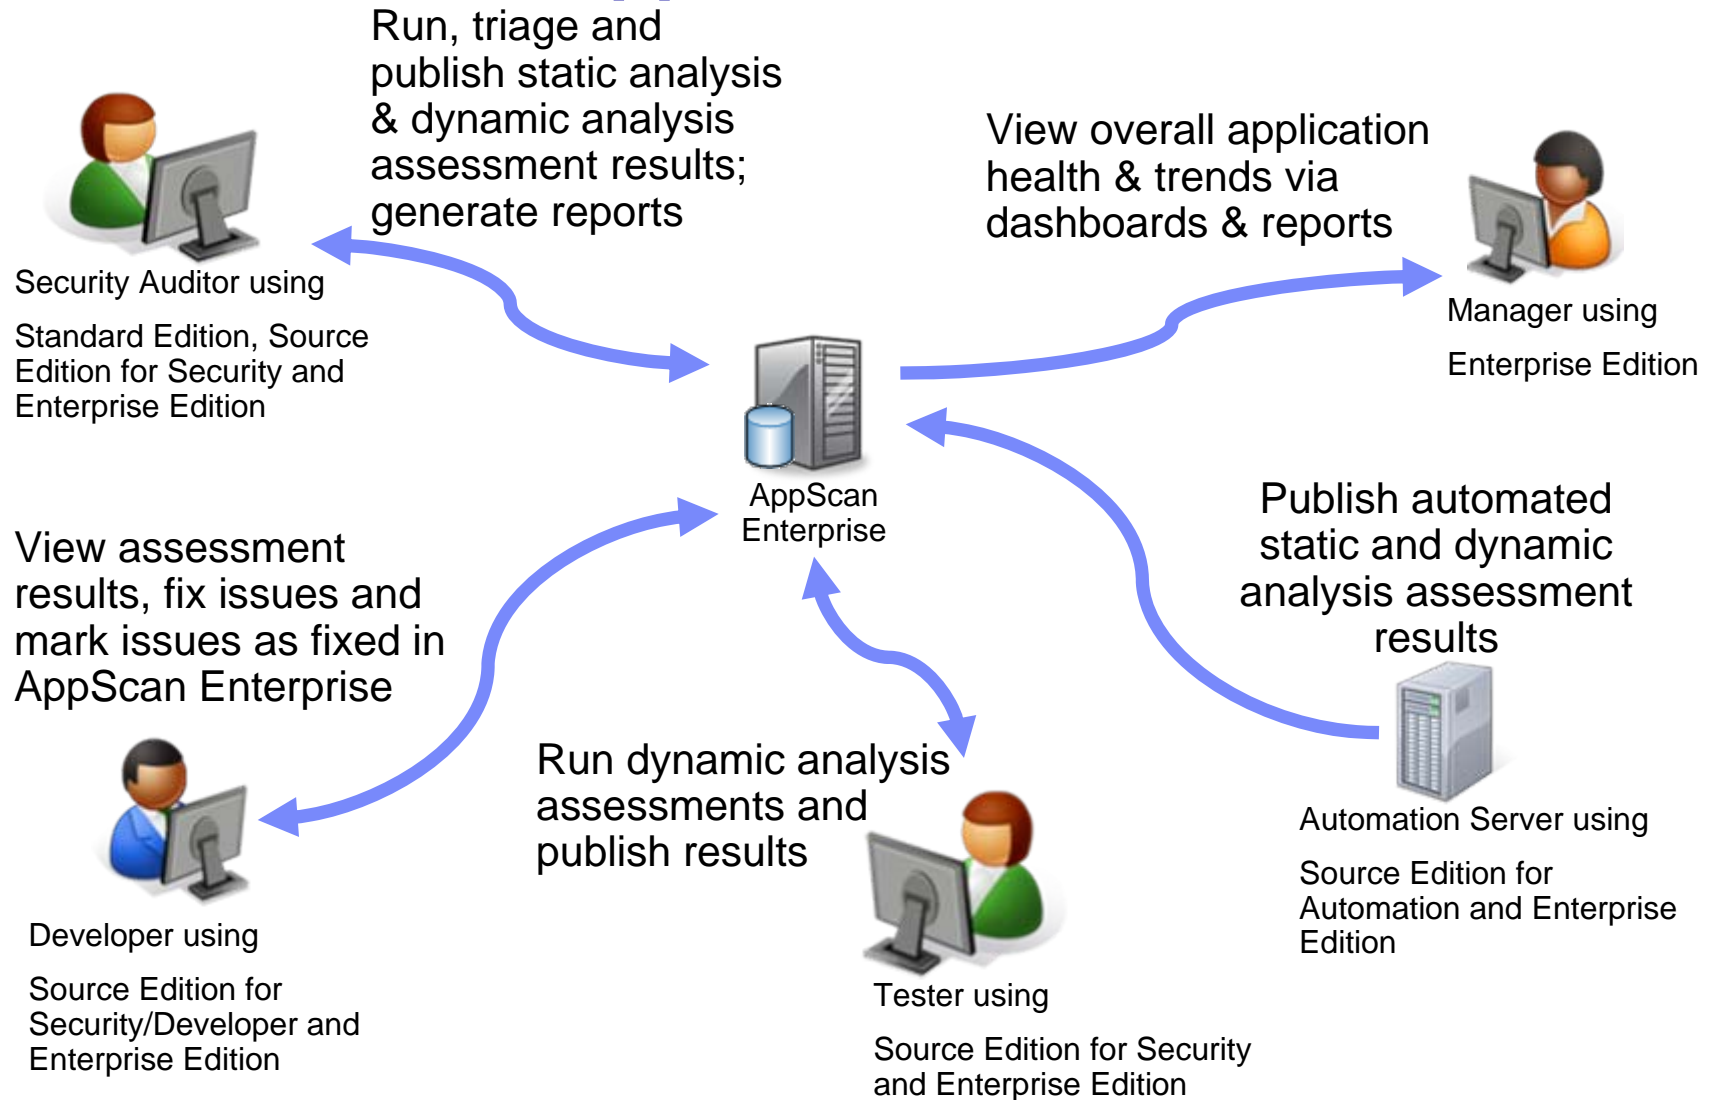 Run, triage and
publish static analysis
& dynamic analysis
assessment results;
generate reports
View overall application
health & trends via
dashboards & reports
Security Auditor using
Standard Edition, Source
Edition for Security and
Enterprise Edition
Manager using
Enterprise Edition
AppScan
Enterprise
Publish automated
static and dynamic
analysis assessment
results
View assessment
results, fix issues and
mark issues as fixed in
AppScan Enterprise
Run dynamic analysis
assessments and
publish results
Automation Server using
Source Edition for
Automation and Enterprise
Edition
Developer using
Source Edition for
Security/Developer and
Enterprise Edition
Tester using
Source Edition for Security
and Enterprise Edition